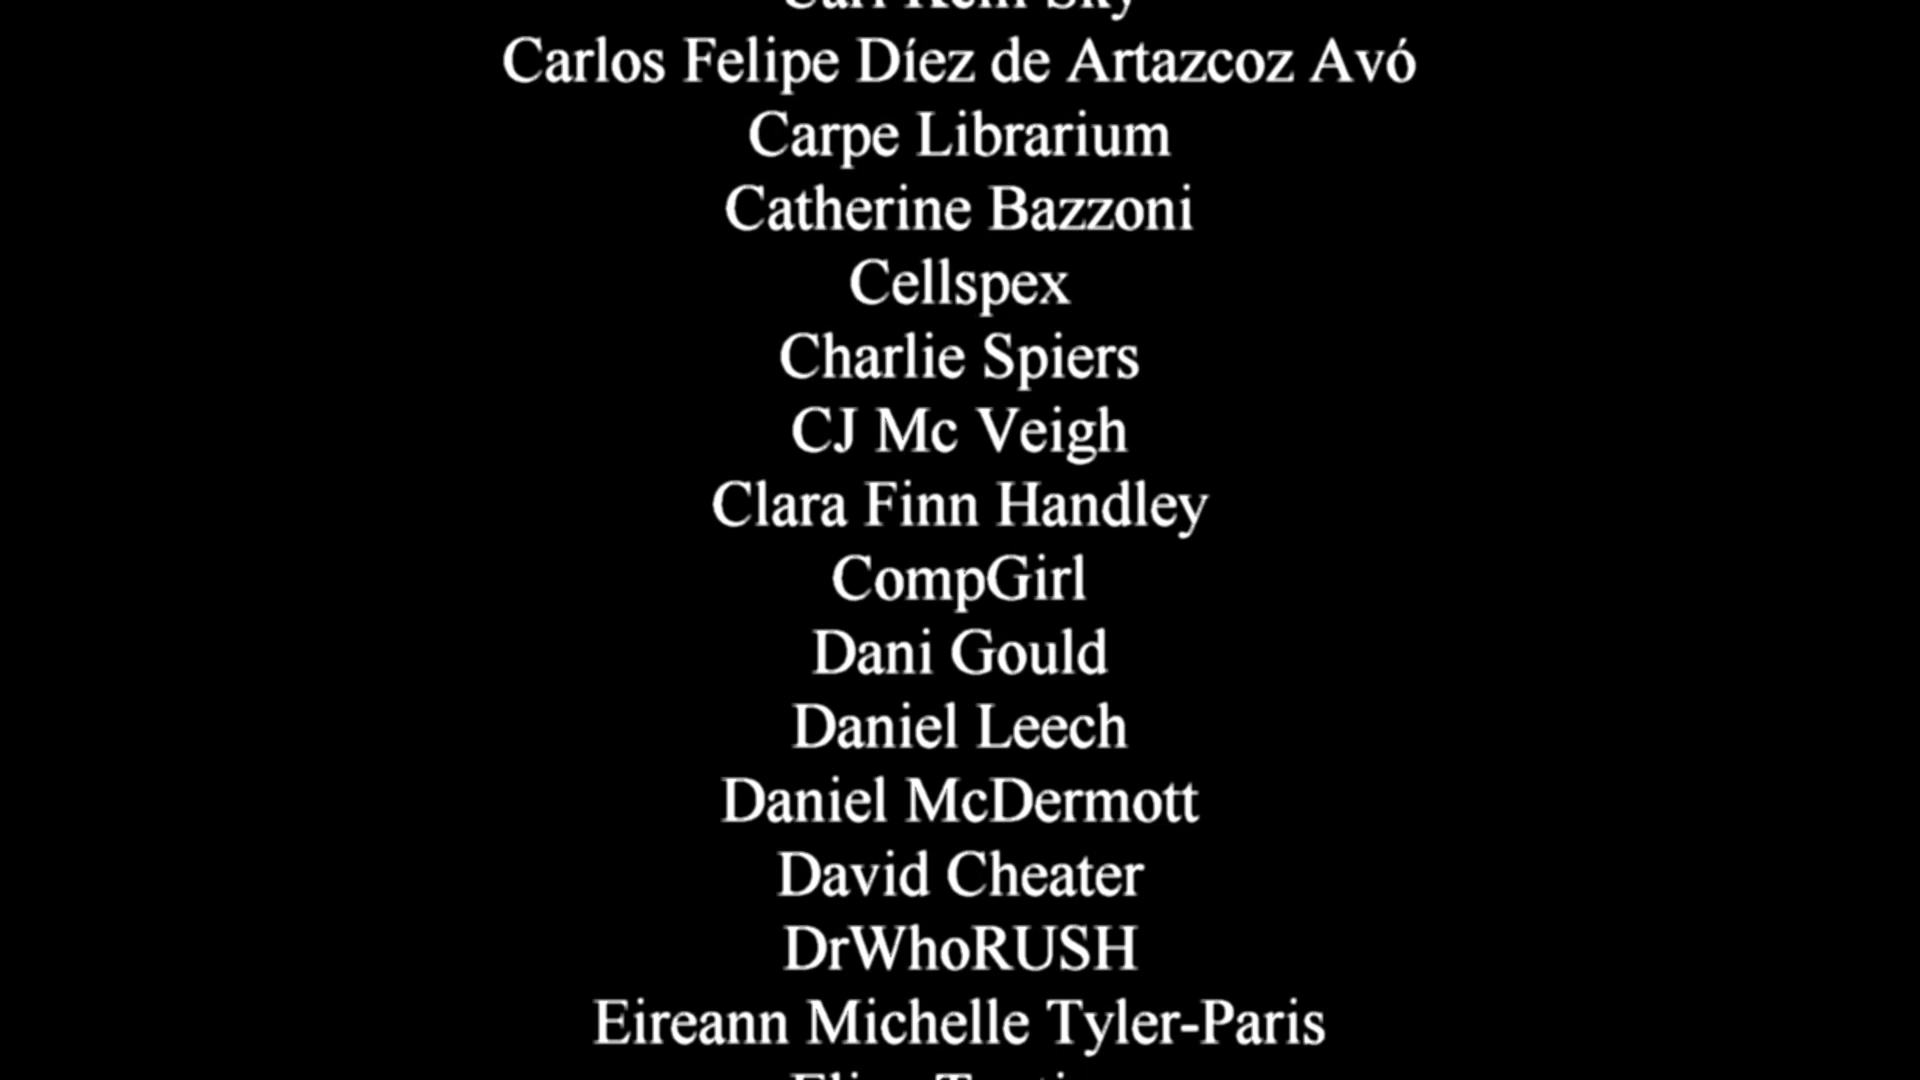 Carlos Felipe Díez de Artazcoz Avó
Carpe Librarium
Catherine Bazzoni
Cellspex
Charlie Spiers
CJ Mc Veigh
Clara Finn Handley
CompGirl
Dani Gould
Daniel Leech
Daniel McDermott
David Cheater
DrWhoRUSH
Eireann Michelle Tyler-Paris